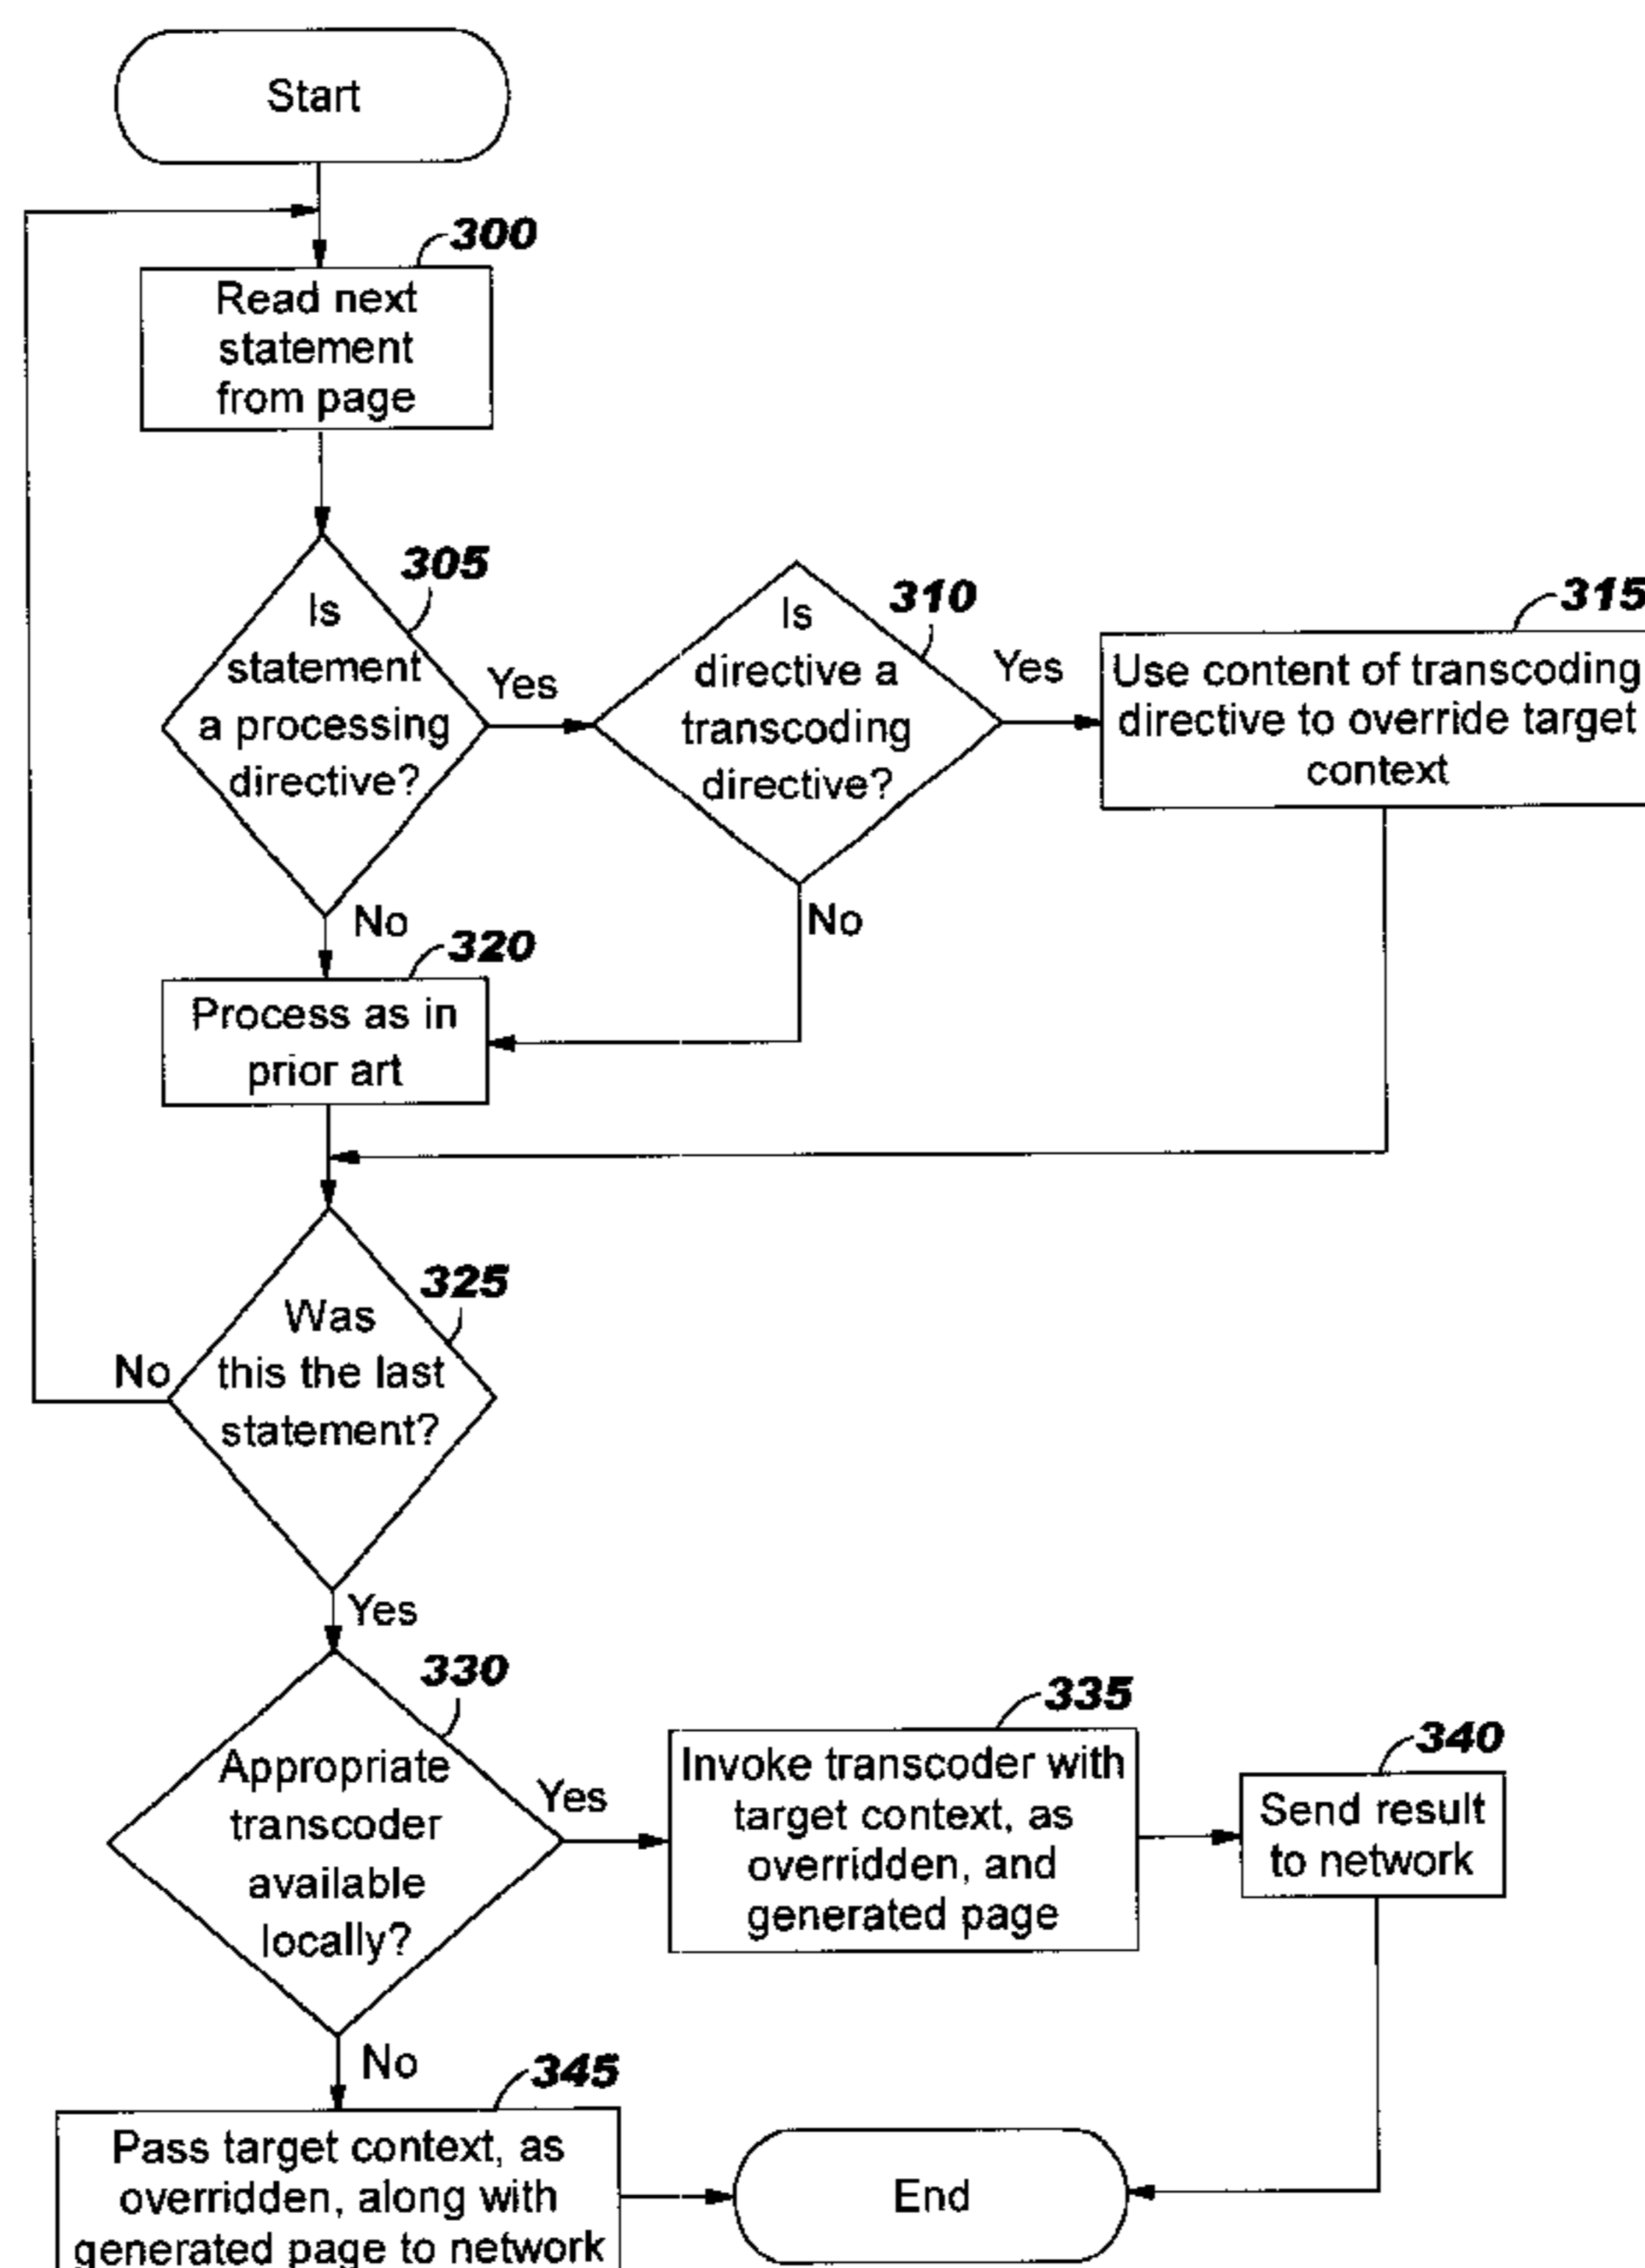 Start
300
Read next
statement
from page
305
Is
statement
a processing
directive?
Yes
310
Is
directive a
transcoding
directive?
Yes
315
Use content of transcoding
directive to override target
context
No
No
320
Process as in
prior art
325
Was
this the last
statement?
No
Yes
330
Appropriate
transcoder
available
locally?
Yes
335
Invoke transcoder with
target context, as
overridden, and
generated page
340
Send result
to network
No
345
Pass target context, as
overridden, along with
generated page to network
End